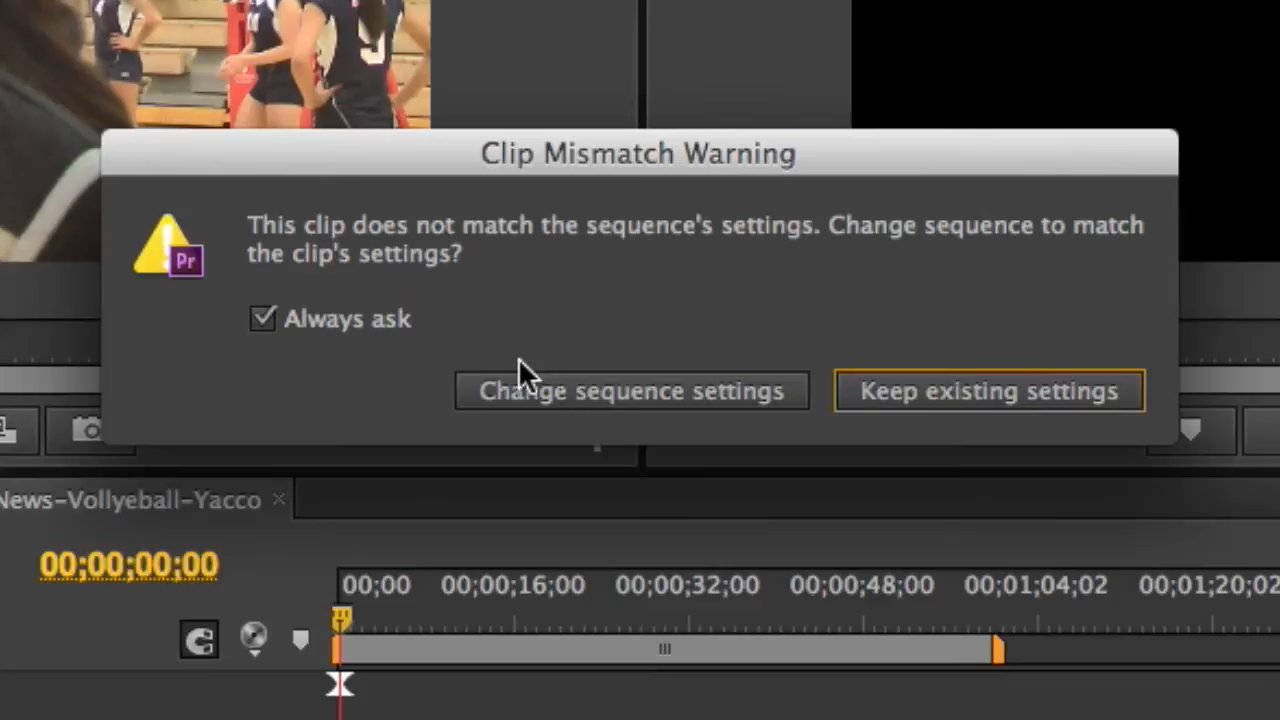 9
Clip Mismatch Warning
This clip does not match the sequence's settings. Change sequence to match
the clip's settings?
Pr
Always ask
Change sequence settings
Keep existing settings
News-Vollyeball-Yacco ×
00;00;00;00
00;00 00;00;16;00 00;00;32;00 00;00;48;00 00;01;04;02 00;01;20;02